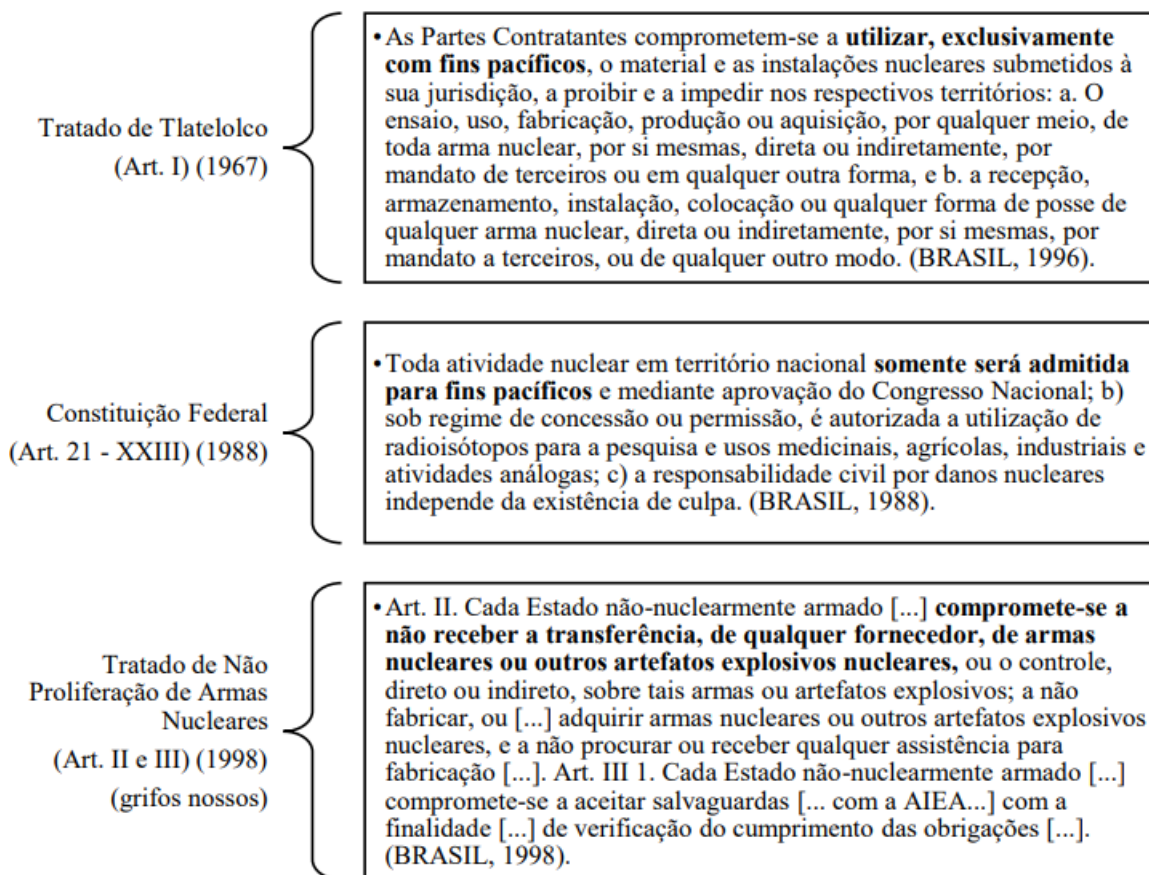 Tratado de Tlatelolco
(Art. I) (1967)
• As Partes Contratantes comprometem-se a utilizar, exclusivamente
com fins pacíficos, o material e as instalações nucleares submetidos à
sua jurisdição, a proibir e a impedir nos respectivos territórios: a. O
ensaio, uso, fabricação, produção ou aquisição, por qualquer meio, de
toda arma nuclear, por si mesmas, direta ou indiretamente, por
mandato de terceiros ou em qualquer outra forma, e b. a recepção,
armazenamento, instalação, colocação ou qualquer forma de posse de
qualquer arma nuclear, direta ou indiretamente, por si mesmas, por
mandato a terceiros, ou de qualquer outro modo. (BRASIL, 1996).
Constituição Federal
(Art. 21 - XXIII) (1988)
• Toda atividade nuclear em território nacional somente será admitida
para fins pacíficos e mediante aprovação do Congresso Nacional; b)
sob regime de concessão ou permissão, é autorizada a utilização de
radioisótopos para a pesquisa e usos medicinais, agrícolas, industriais e
atividades análogas; c) a responsabilidade civil por danos nucleares
independe da existência de culpa. (BRASIL, 1988).
Tratado de Não
Proliferação de Armas
Nucleares
(Art. II e III) (1998)
(grifos nossos)
• Art. II. Cada Estado não-nuclearmente armado [...] compromete-se a
não receber a transferência, de qualquer fornecedor, de armas
nucleares ou outros artefatos explosivos nucleares, ou o controle,
direto ou indireto, sobre tais armas ou artefatos explosivos; a não
fabricar, ou [...] adquirir armas nucleares ou outros artefatos explosivos
nucleares, e a não procurar ou receber qualquer assistência para
fabricação [...]. Art. III 1. Cada Estado não-nuclearmente armado [...]
compromete-se a aceitar salvaguardas [... com a AIEA...] com a
finalidade [...] de verificação do cumprimento das obrigações [...].
(BRASIL, 1998).